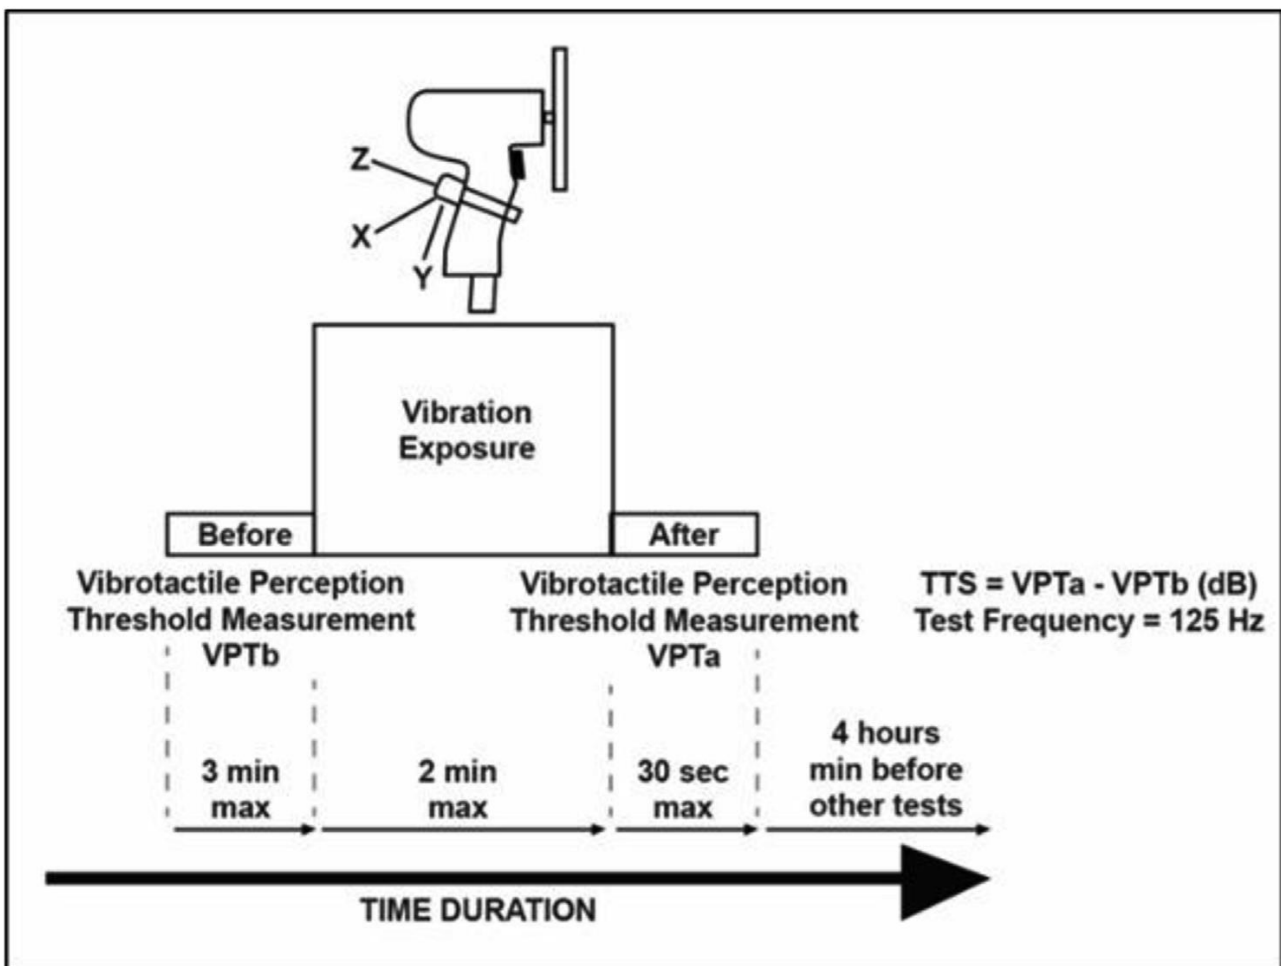 Z
X
Y
Vibration
Exposure
Before
After
Vibrotactile Perception
Threshold Measurement
VPTb
Vibrotactile Perception
Threshold Measurement
VPTa
TTS = VPTa - VPTb (dB)
Test Frequency = 125 Hz
3 min
max
2 min
max
30 sec
max
4 hours
min before
other tests
TIME DURATION